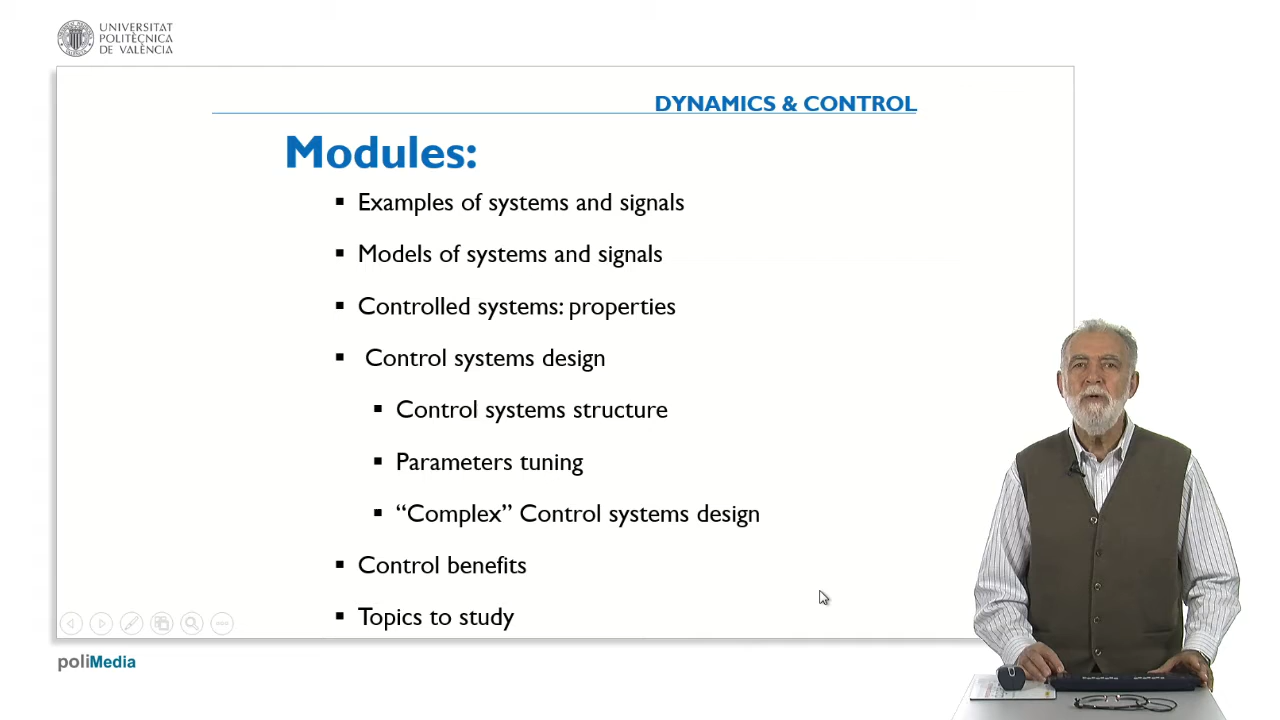 UNIVERSITAT
POLITÈCNICA
DE VALÈNCIA
DYNAMICS & CONTROL
Modules:
▪ Examples of systems and signals
▪ Models of systems and signals
▪ Controlled systems: properties
▪ Control systems design
▪ Control systems structure
▪ Parameters tuning
▪ “Complex” Control systems design
▪ Control benefits
▪ Topics to study
poliMedia